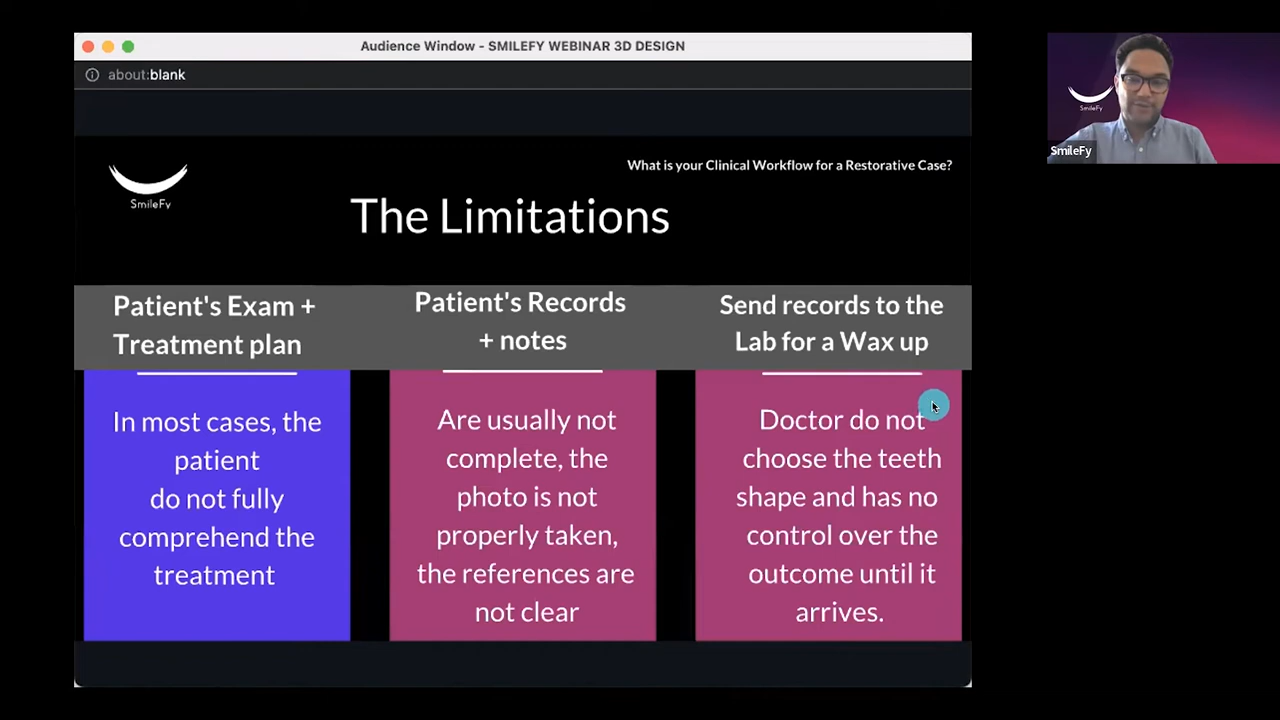 Audience Window - SMILEFY WEBINAR 3D DESIGN
about:blank
SmileFy
SmileFy
What is your Clinical Workflow for a Restorative Case?
SmileFy
The Limitations
Patient's Exam +
Treatment plan
In most cases, the
patient
do not fully
comprehend the
treatment
Patient's Records
+ notes
Are usually not
complete, the
photo is not
properly taken,
the references are
not clear
Send records to the
Lab for a Wax up
Doctor do not
choose the teeth
shape and has no
control over the
outcome until it
arrives.